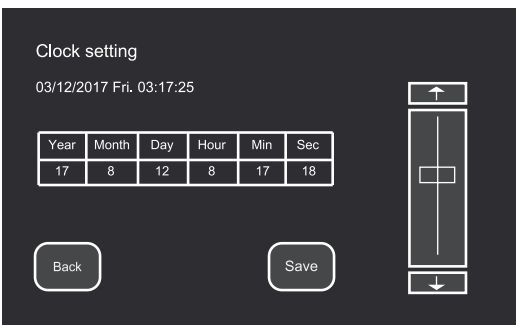 Clock setting
03/12/2017 Fri. 03:17:25
Year Month Day Hour Min Sec
17 8 12 8 17 18
Back Save